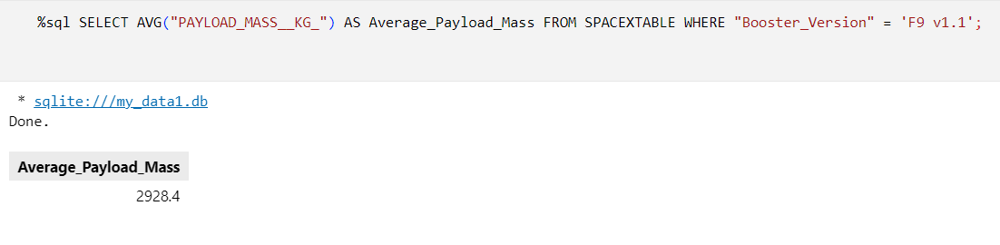 %sql SELECT AVG("PAYLOAD_MASS__KG_") AS Average_Payload_Mass FROM SPACEXTABLE WHERE "Booster_Version" = 'F9 v1.1';
* sqlite:///my_data1.db
Done.
Average_Payload_Mass
2928.4